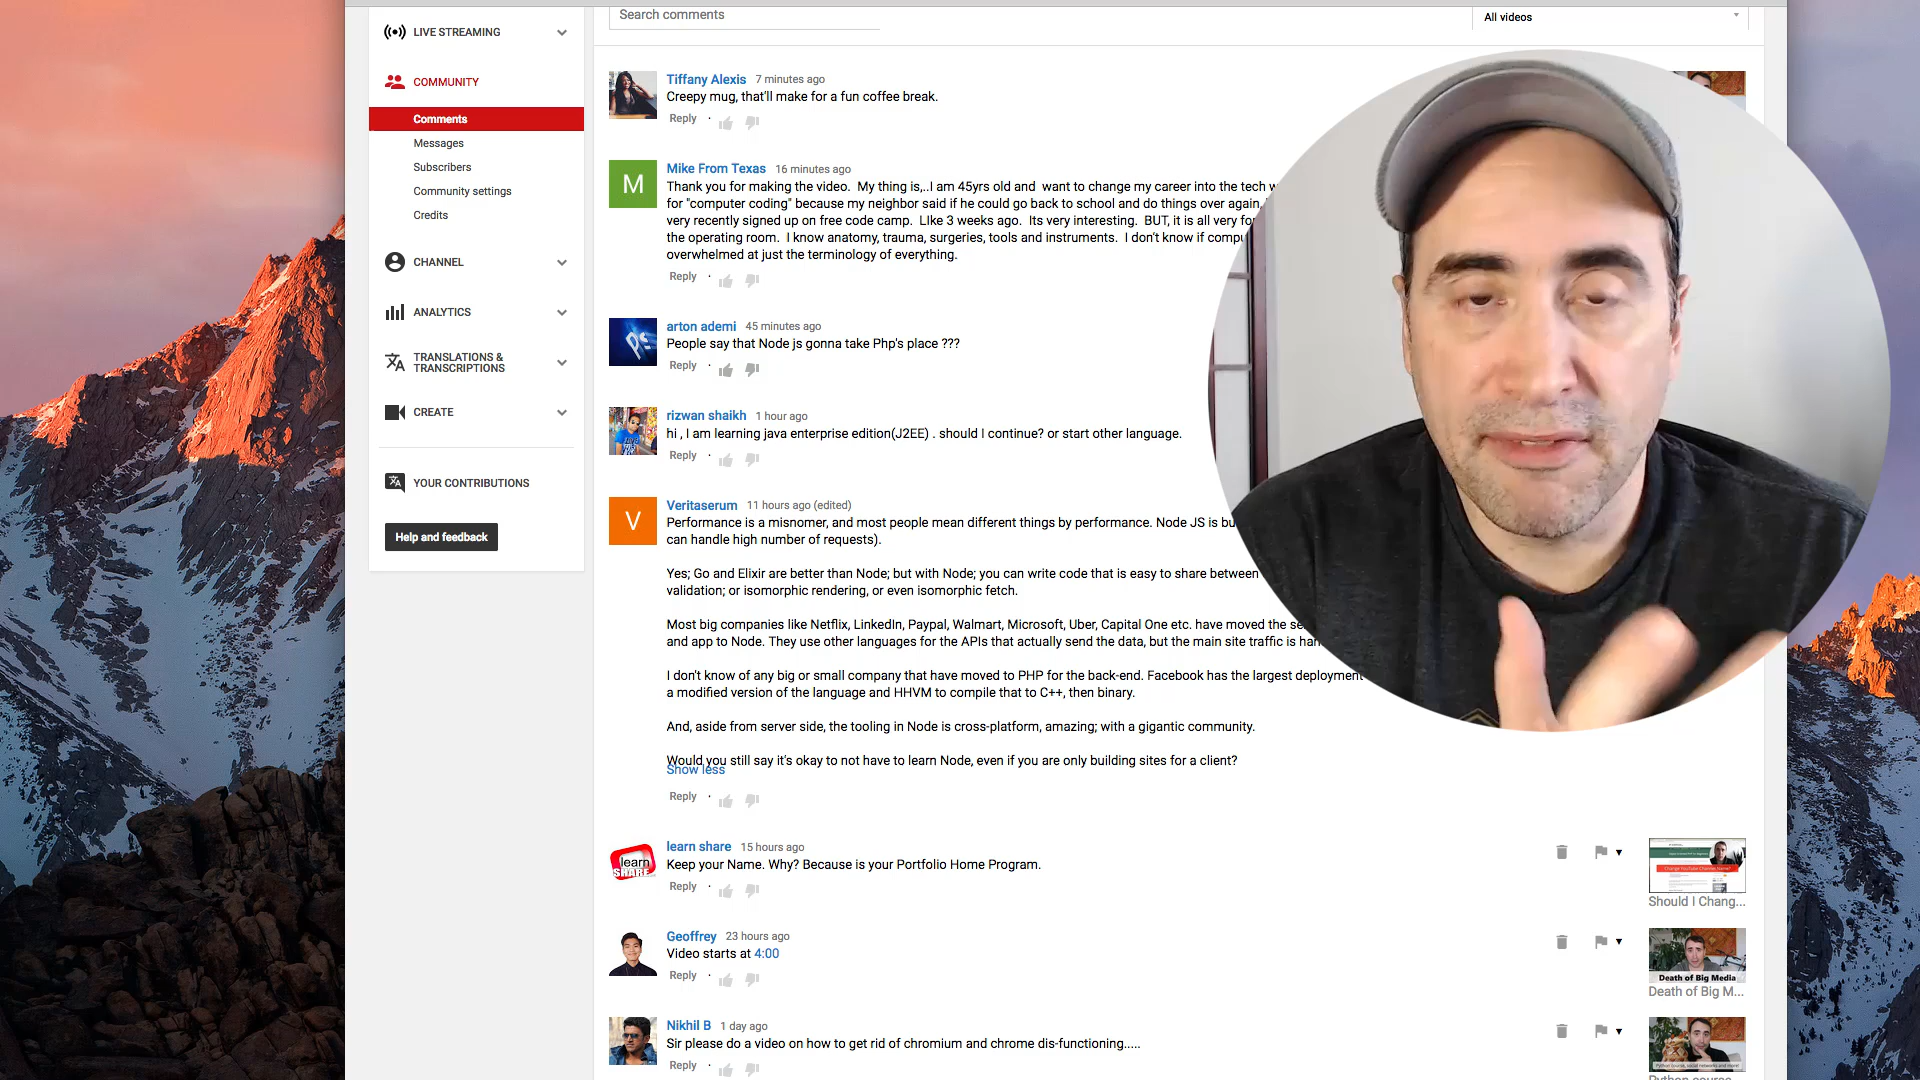 LIVE STREAMING
COMMUNITY
Comments
Messages
Subscribers
Community settings
Credits
CHANNEL
ANALYTICS
TRANSLATIONS &
TRANSCRIPTIONS
CREATE
YOUR CONTRIBUTIONS
Help and feedback
Search comments
All videos
Tiffany Alexis 7 minutes ago
Creepy mug, that'll make for a fun coffee break.
Reply
M
Mike From Texas 16 minutes ago
Thank you for making the video. My thing is,..I am 45yrs old and want to change my career into the tech
for "computer coding" because my neighbor said if he could go back to school and do things over again,
very recently signed up on free code camp. LIke 3 weeks ago. Its very interesting. BUT, it is all very
the operating room. I know anatomy, trauma, surgeries, tools and instruments. I don't know if
overwhelmed at just the terminology of everything.
Reply
Ps
arton ademi 45 minutes ago
People say that Node js gonna take Php's place ???
Reply
rizwan shaikh 1 hour ago
hi , I am learning java enterprise edition(J2EE) . should I continue? or start other language.
Reply
V
Veritaserum 11 hours ago (edited)
Performance is a misnomer, and most people mean different things by performance. Node JS is
can handle high number of requests).
Yes; Go and Elixir are better than Node; but with Node; you can write code that is easy to share between
validation; or isomorphic rendering, or even isomorphic fetch.
Most big companies like Netflix, LinkedIn, Paypal, Walmart, Microsoft, Uber, Capital One etc. have moved the
and app to Node. They use other languages for the APIs that actually send the data, but the main site traffic is
I don't know of any big or small company that have moved to PHP for the back-end. Facebook has the largest deployment
a modified version of the language and HHVM to compile that to C++, then binary.
And, aside from server side, the tooling in Node is cross-platform, amazing; with a gigantic community.
Would you still say it's okay to not have to learn Node, even if you are only building sites for a client?
Show less
Reply
learn
SHARE
learn share 15 hours ago
Keep your Name. Why? Because is your Portfolio Home Program.
Reply
Should I Chang...
Geoffrey 23 hours ago
Video starts at 4:00
Reply
Death of Big Media
Death of Big M...
Nikhil B 1 day ago
Sir please do a video on how to get rid of chromium and chrome dis-functioning.....
Reply
Python course